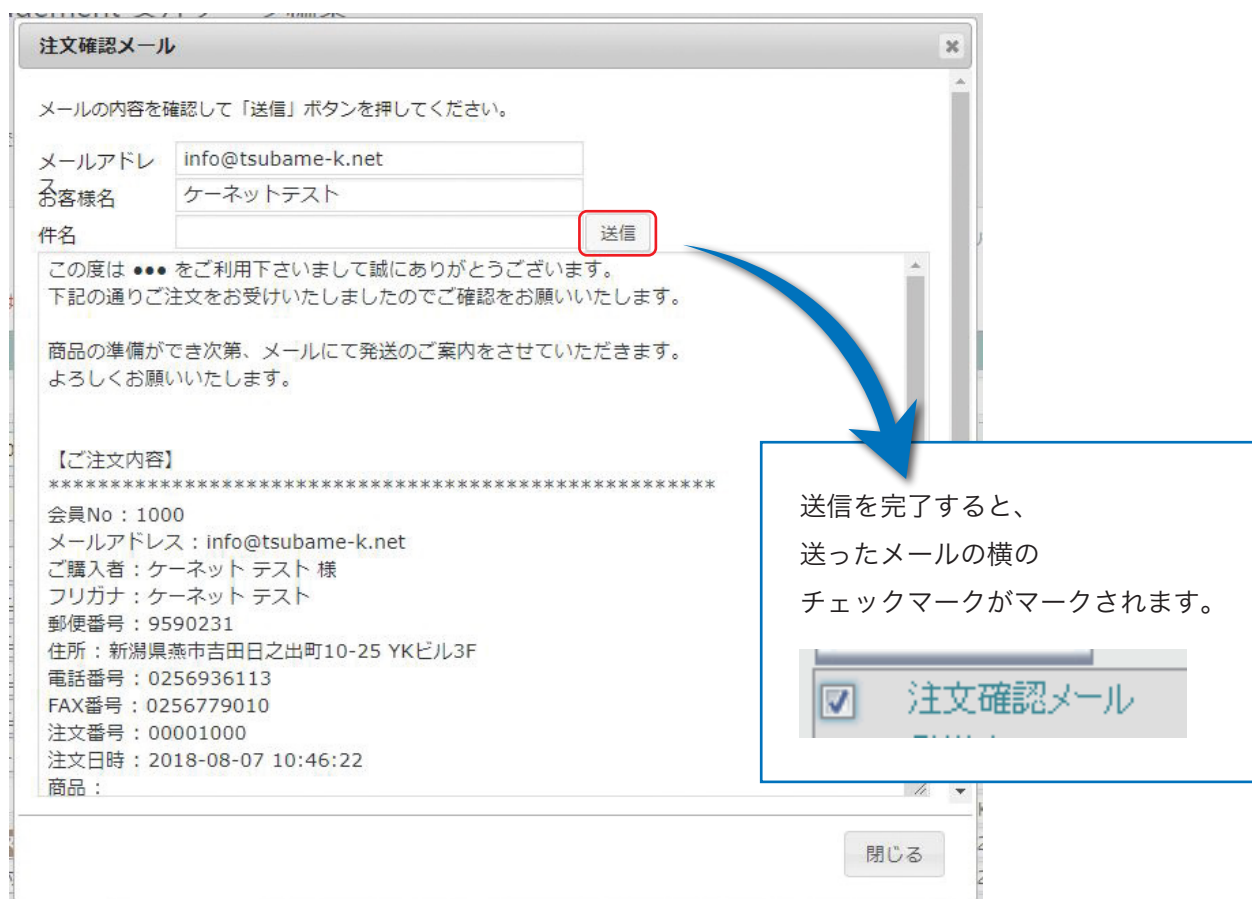 注文確認メール
メールの内容を確認して「送信」ボタンを押してください。
メールアドレス
info@tsubame-k.net
お客様名
ケーネットテスト
件名
送信
この度は ●●● をご利用下さいまして誠にありがとうございます。
下記の通りご注文をお受けいたしましたのでご確認をお願いいたします。
商品の準備ができ次第、メールにて発送のご案内をさせていただきます。
よろしくお願いいたします。
【ご注文内容】
******************************************************
会員No：1000
メールアドレス：info@tsubame-k.net
ご購入者：ケーネット テスト 様
フリガナ：ケーネット テスト
郵便番号：9590231
住所：新潟県燕市吉田日之出町10-25 YKビル3F
電話番号：0256936113
FAX番号：0256779010
注文番号：00001000
注文日時：2018-08-07 10:46:22
商品：
閉じる
送信を完了すると、
送ったメールの横の
チェックマークがマークされます。
注文確認メール